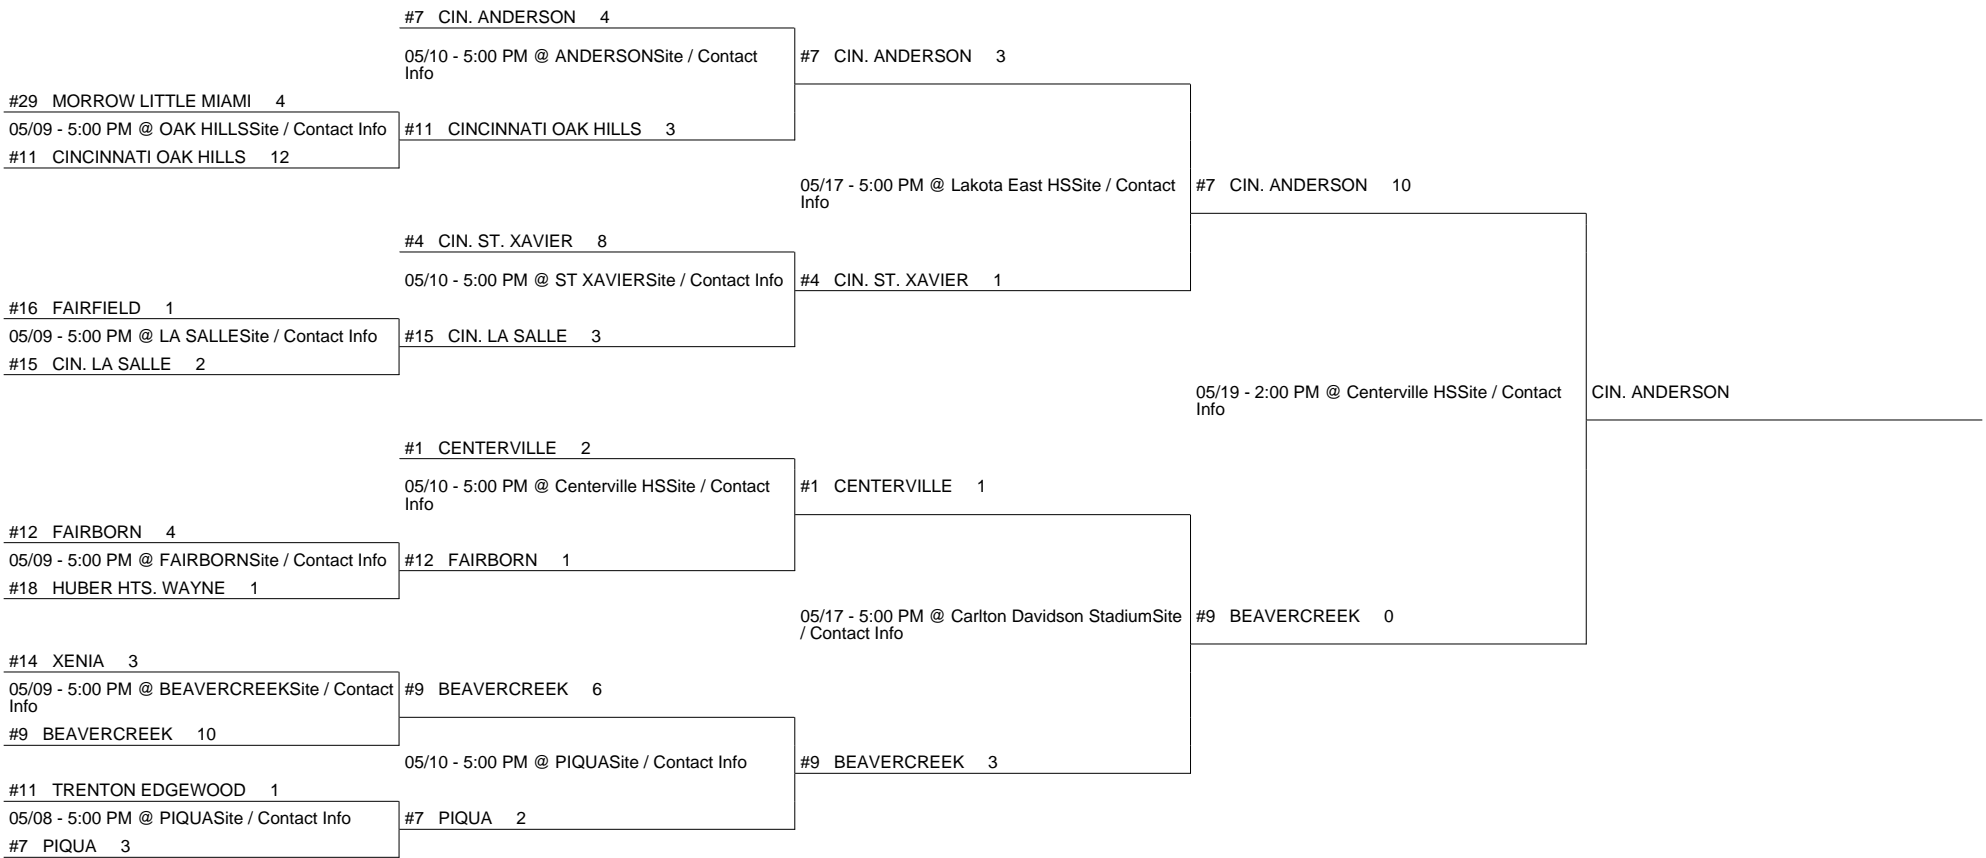 #7 CIN. ANDERSON 4
05/10 - 5:00 PM @ ANDERSONSite / Contact
Info
#7 CIN. ANDERSON 3
#29 MORROW LITTLE MIAMI 4
05/09 - 5:00 PM @ OAK HILLSSite / Contact Info
#11 CINCINNATI OAK HILLS 3
#11 CINCINNATI OAK HILLS 12
05/17 - 5:00 PM @ Lakota East HSSite / Contact
Info
#7 CIN. ANDERSON 10
#4 CIN. ST. XAVIER 8
05/10 - 5:00 PM @ ST XAVIERSite / Contact Info
#4 CIN. ST. XAVIER 1
#16 FAIRFIELD 1
05/09 - 5:00 PM @ LA SALLESite / Contact Info
#15 CIN. LA SALLE 3
#15 CIN. LA SALLE 2
05/19 - 2:00 PM @ Centerville HSSite / Contact
Info
CIN. ANDERSON
#1 CENTERVILLE 2
05/10 - 5:00 PM @ Centerville HSSite / Contact
Info
#1 CENTERVILLE 1
#12 FAIRBORN 4
05/09 - 5:00 PM @ FAIRBORNSite / Contact Info
#12 FAIRBORN 1
#18 HUBER HTS. WAYNE 1
05/17 - 5:00 PM @ Carlton Davidson StadiumSite
/ Contact Info
#9 BEAVERCREEK 0
#14 XENIA 3
05/09 - 5:00 PM @ BEAVERCREEKSite / Contact
Info
#9 BEAVERCREEK 6
#9 BEAVERCREEK 10
05/10 - 5:00 PM @ PIQUASite / Contact Info
#9 BEAVERCREEK 3
#11 TRENTON EDGEWOOD 1
05/08 - 5:00 PM @ PIQUASite / Contact Info
#7 PIQUA 2
#7 PIQUA 3